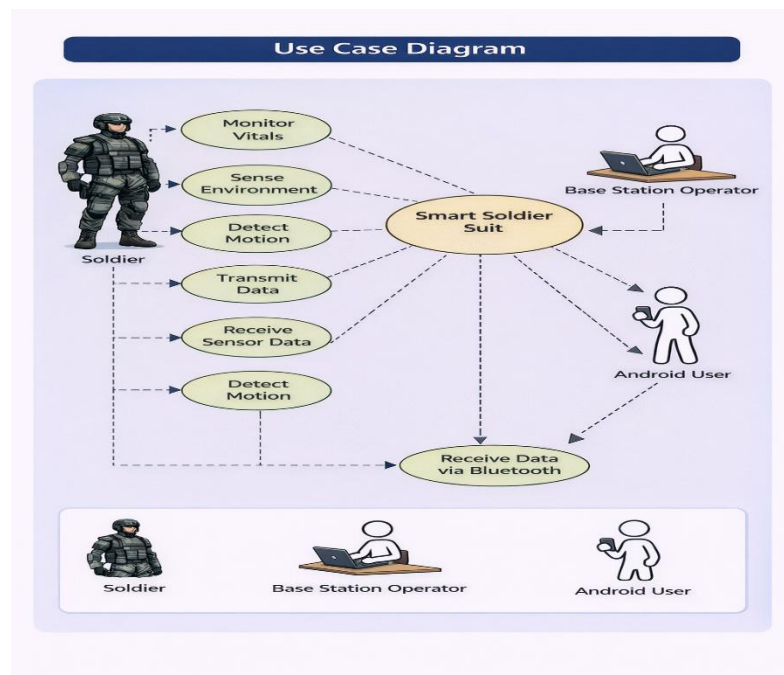 Use Case Diagram
Monitor
Vitals
Sense
Environment
Detect
Motion
Soldier
Transmit
Data
Receive
Sensor Data
Detect
Motion
Smart Soldier
Suit
Base Station Operator
Android User
Receive Data
via Bluetooth
Soldier
Base Station Operator
Android User